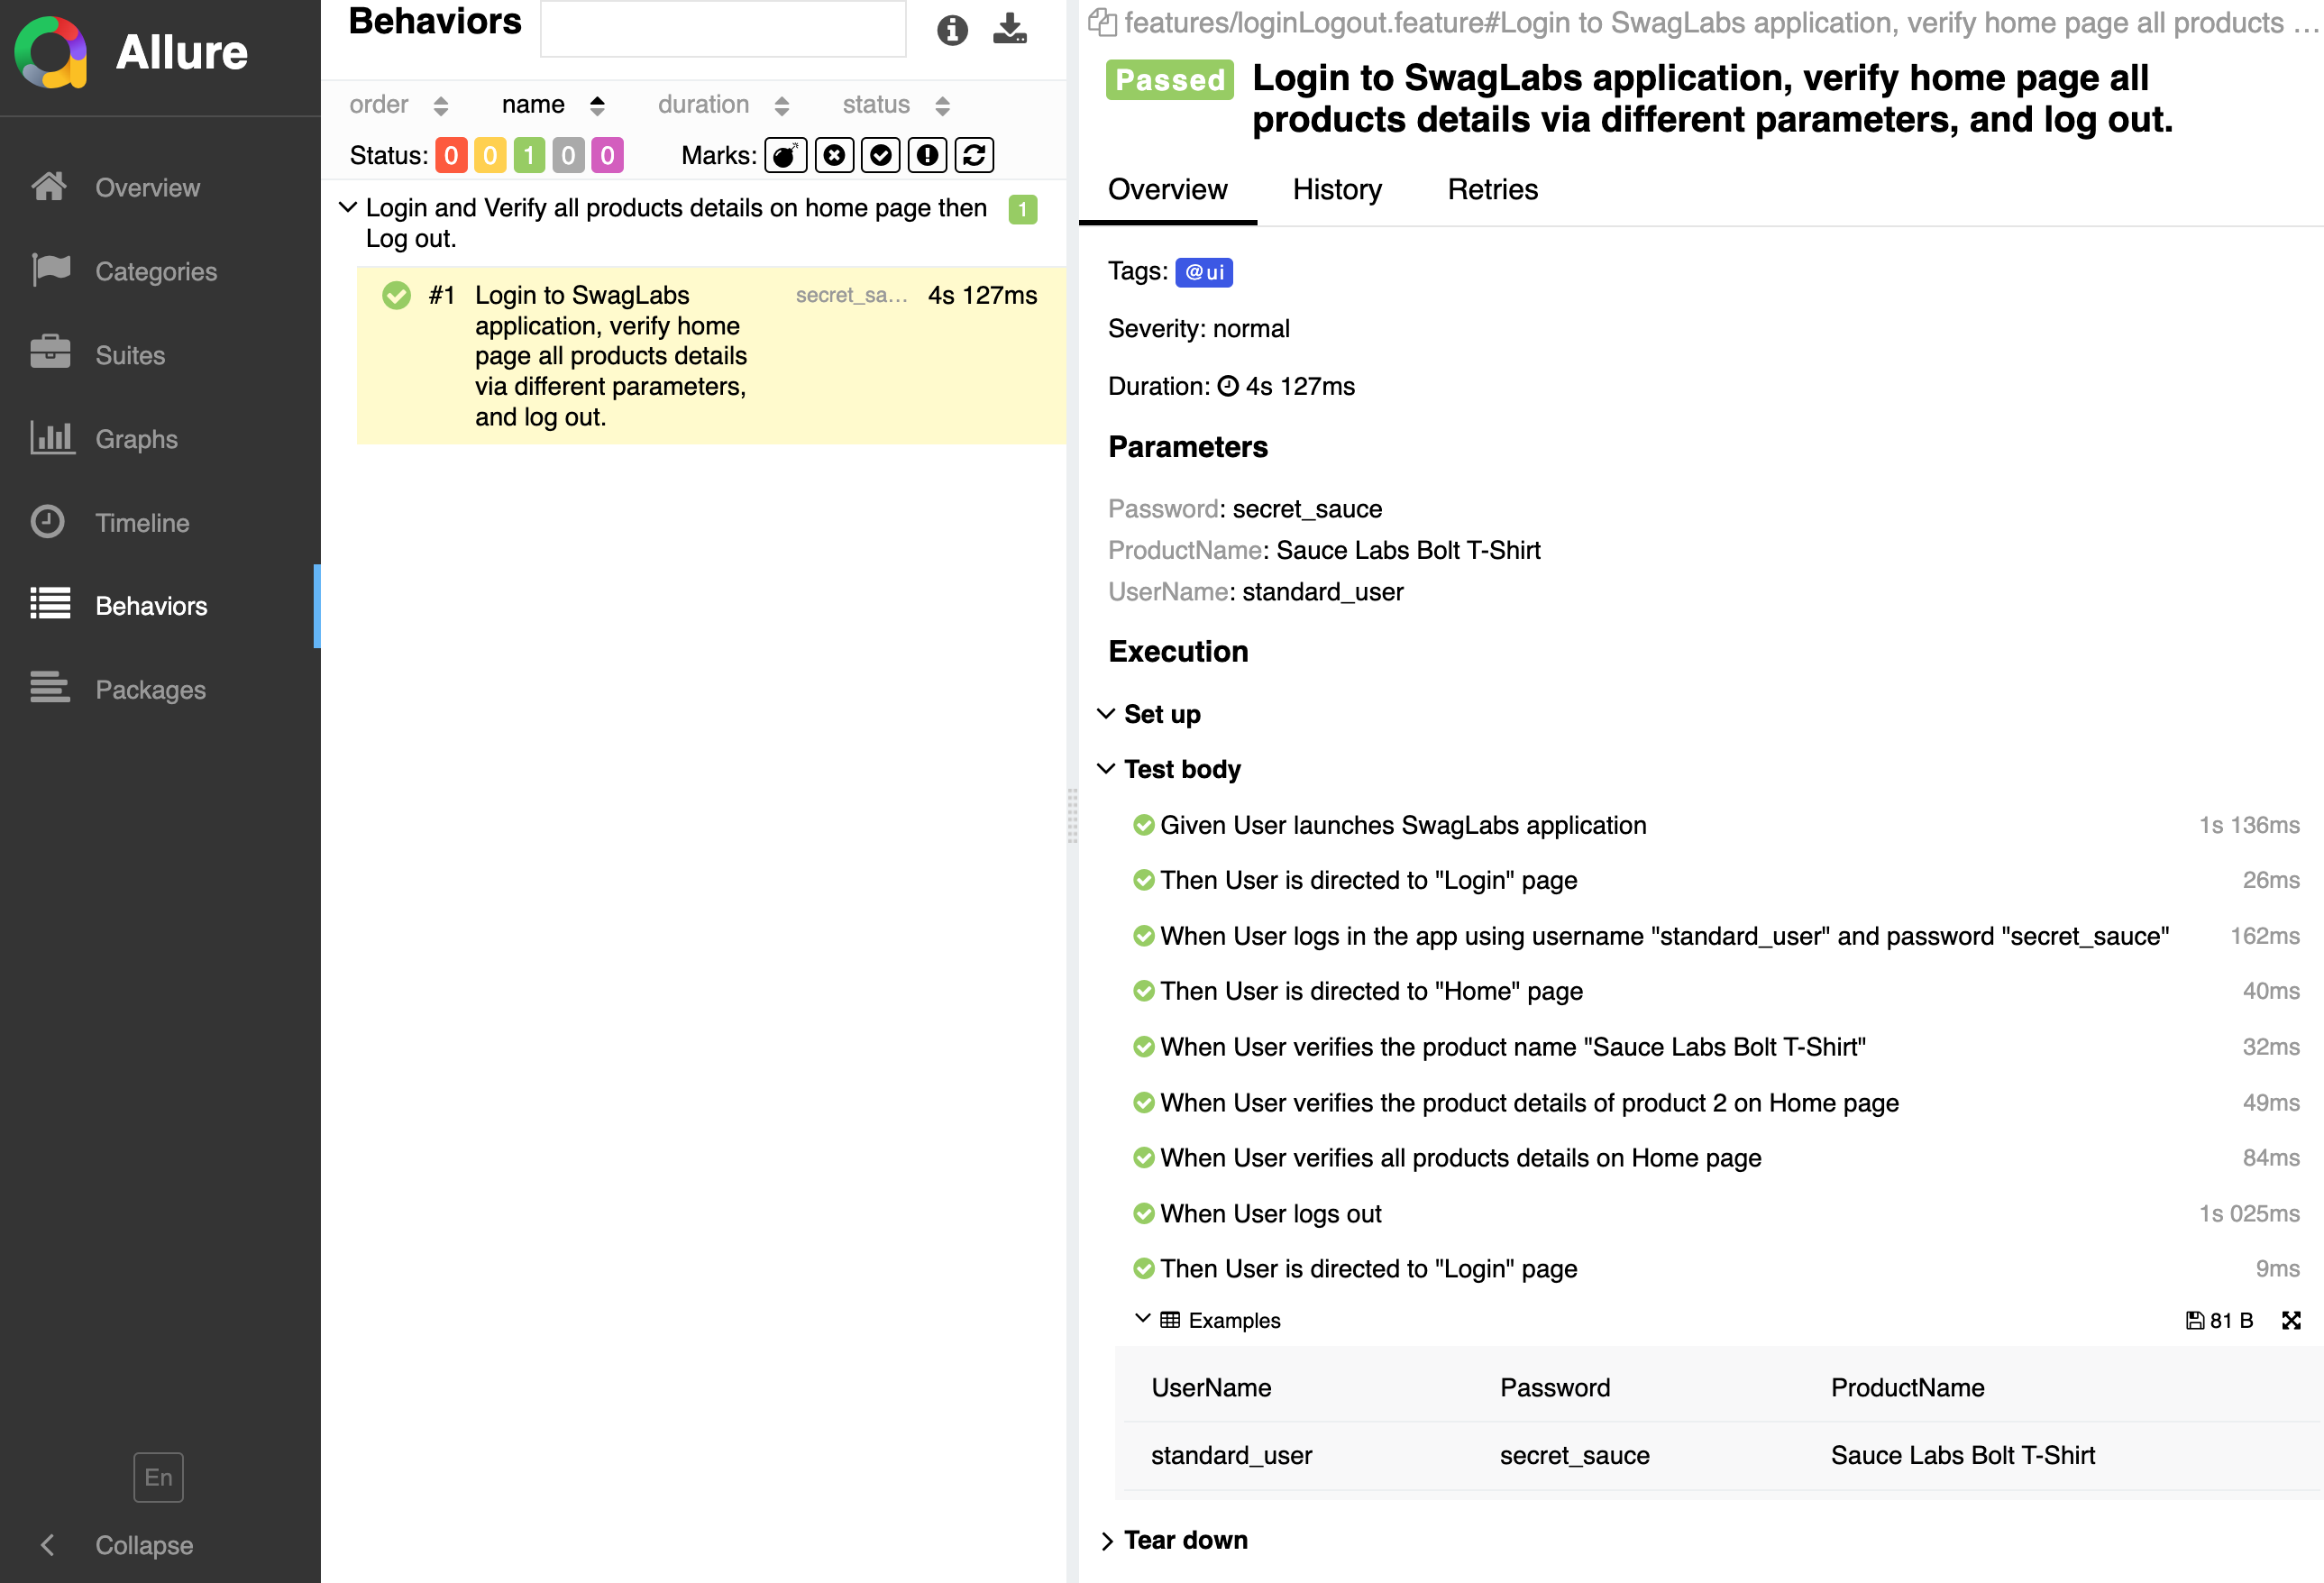 Allure
Overview
Categories
Suites
Graphs
Timeline
Behaviors
Packages
En
Collapse
Behaviors
order name duration status
Status: 0 0 1 0 0 Marks:
Login and Verify all products details on home page then 1
Log out.
#1 Login to SwagLabs secret_sa... 4s 127ms
application, verify home
page all products details
via different parameters,
and log out.
features/loginLogout.feature#Login to SwagLabs application, verify home page all products ...
Passed Login to SwagLabs application, verify home page all
products details via different parameters, and log out.
Overview History Retries
Tags: @ui
Severity: normal
Duration: 4s 127ms
Parameters
Password: secret_sauce
ProductName: Sauce Labs Bolt T-Shirt
UserName: standard_user
Execution
Set up
Test body
Given User launches SwagLabs application 1s 136ms
Then User is directed to "Login" page 26ms
When User logs in the app using username "standard_user" and password "secret_sauce" 162ms
Then User is directed to "Home" page 40ms
When User verifies the product name "Sauce Labs Bolt T-Shirt" 32ms
When User verifies the product details of product 2 on Home page 49ms
When User verifies all products details on Home page 84ms
When User logs out 1s 025ms
Then User is directed to "Login" page 9ms
Examples 81 B
UserName Password ProductName
standard_user secret_sauce Sauce Labs Bolt T-Shirt
Tear down